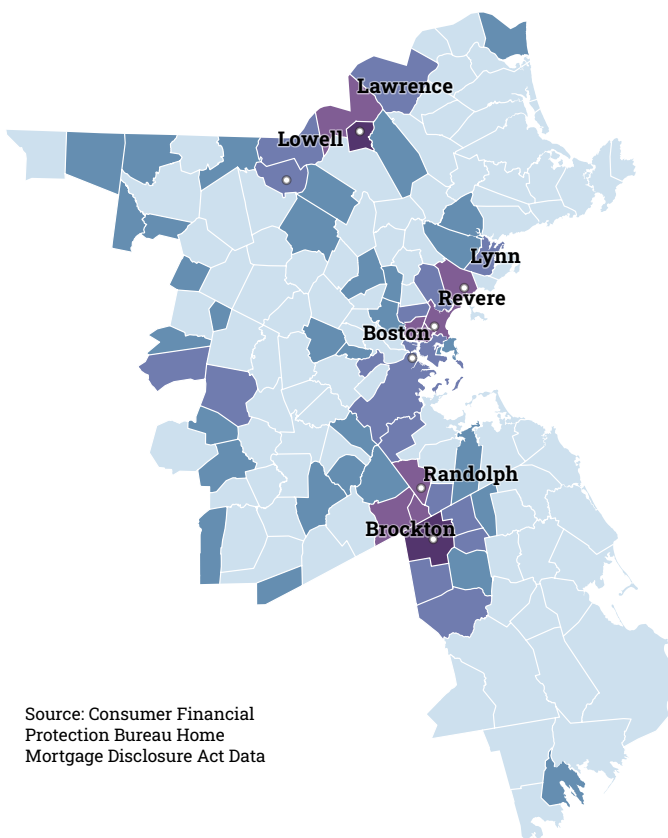 Lawrence
Lowell
Lynn
Revere
Boston
Randolph
Brockton
Source: Consumer Financial
Protection Bureau Home
Mortgage Disclosure Act Data